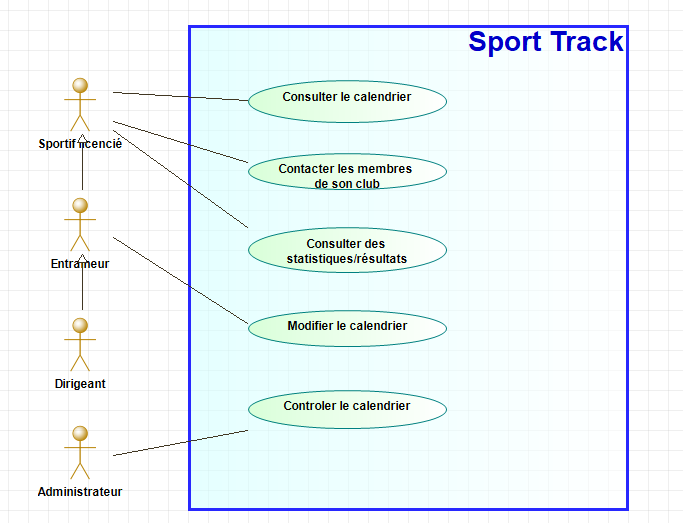 Sport Track
Consulter le calendrier
Sportif licencié
Contacter les membres
de son club
Consulter des
statistiques/résultats
Entraineur
Modifier le calendrier
Dirigeant
Controler le calendrier
Administrateur